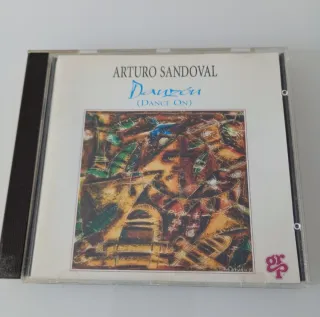 ARTURO SANDOVAL
Danzón
(DANCE ON)
grp